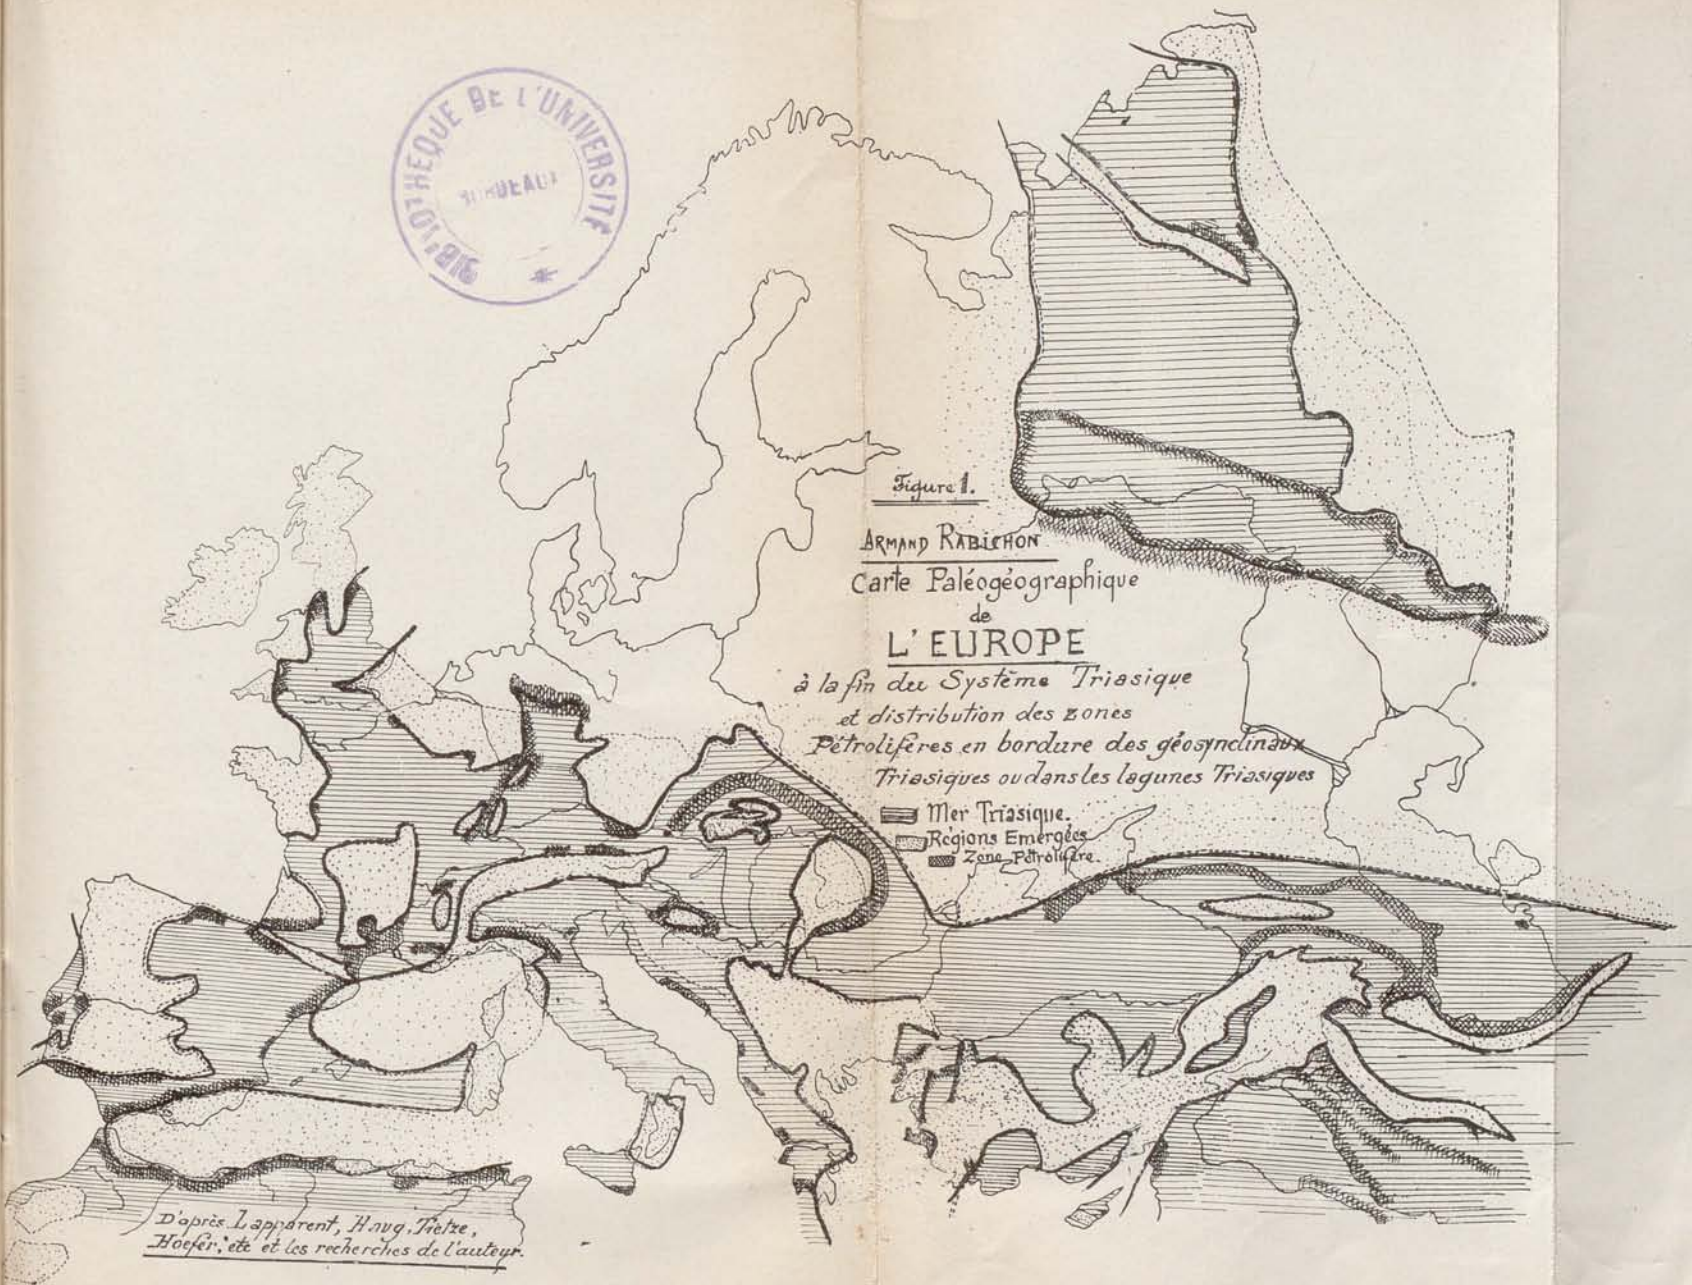 BIBLIOTHÈQUE DE L'UNIVERSITÉ
BORDEAUX
Figure 1.
ARMAND RABICHON
Carte Paléogéographique
de
L'EUROPE
à la fin du Système Triasique
et distribution des zones
Pétrolifères en bordure des géosynclinaux
Triasiques ou dans les lagunes Triasiques
Mer Triasique.
Régions Emergées
Zone Pétrolifère.
D'après Lapparent, Haug, Tietze,
Hoefer, etc et les recherches de l'auteur.